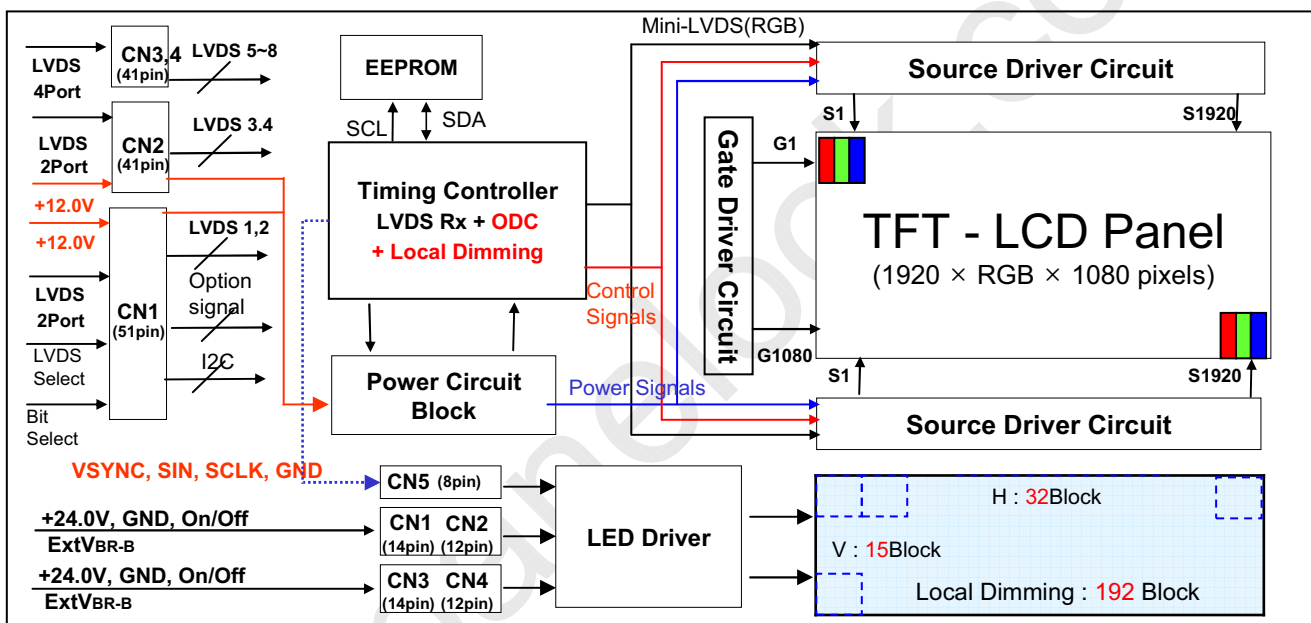 Mini-LVDS(RGB)
CN3,4
(41pin)
LVDS 5~8
LVDS
4Port
EEPROM
Source Driver Circuit
SCL
SDA
S1
S1920
CN2
(41pin)
LVDS 3.4
LVDS
2Port
Gate Driver Circuit
G1
Timing Controller
LVDS Rx + ODC
+ Local Dimming
+12.0V
+12.0V
LVDS 1,2
TFT - LCD Panel
(1920 × RGB × 1080 pixels)
CN1
(51pin)
Option
signal
LVDS
2Port
Control
Signals
LVDS
Select
I2C
G1080
S1
S1920
Power Circuit
Block
Power Signals
Bit
Select
Source Driver Circuit
VSYNC, SIN, SCLK, GND
CN5 (8pin)
H : 32Block
+24.0V, GND, On/Off
ExtVBR-B
CN1 CN2
(14pin) (12pin)
LED Driver
V : 15Block
+24.0V, GND, On/Off
ExtVBR-B
CN3 CN4
(14pin) (12pin)
Local Dimming : 192 Block